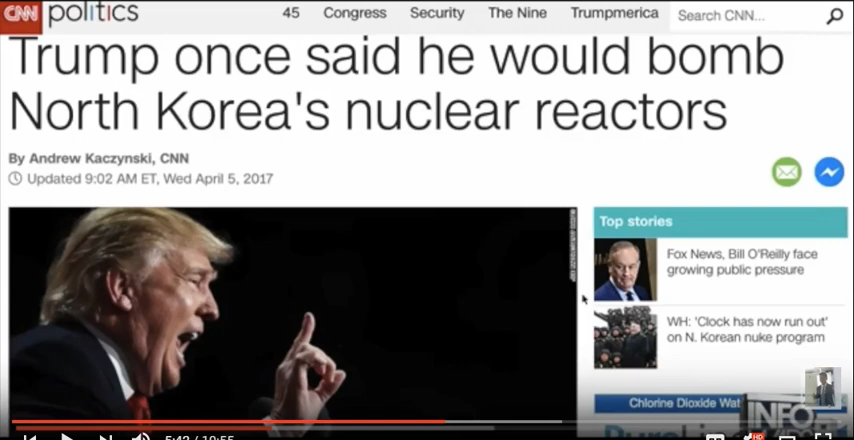 CNN politics 45 Congress Security The Nine Trumpmerica Search CNN...
Trump once said he would bomb
North Korea's nuclear reactors
By Andrew Kaczynski, CNN
Updated 9:02 AM ET, Wed April 5, 2017
Top stories
Fox News, Bill O'Reilly face
growing public pressure
WH: 'Clock has now run out'
on N. Korean nuke program
Chlorine Dioxide Wat
INFO
5:42 / 10:55
HD